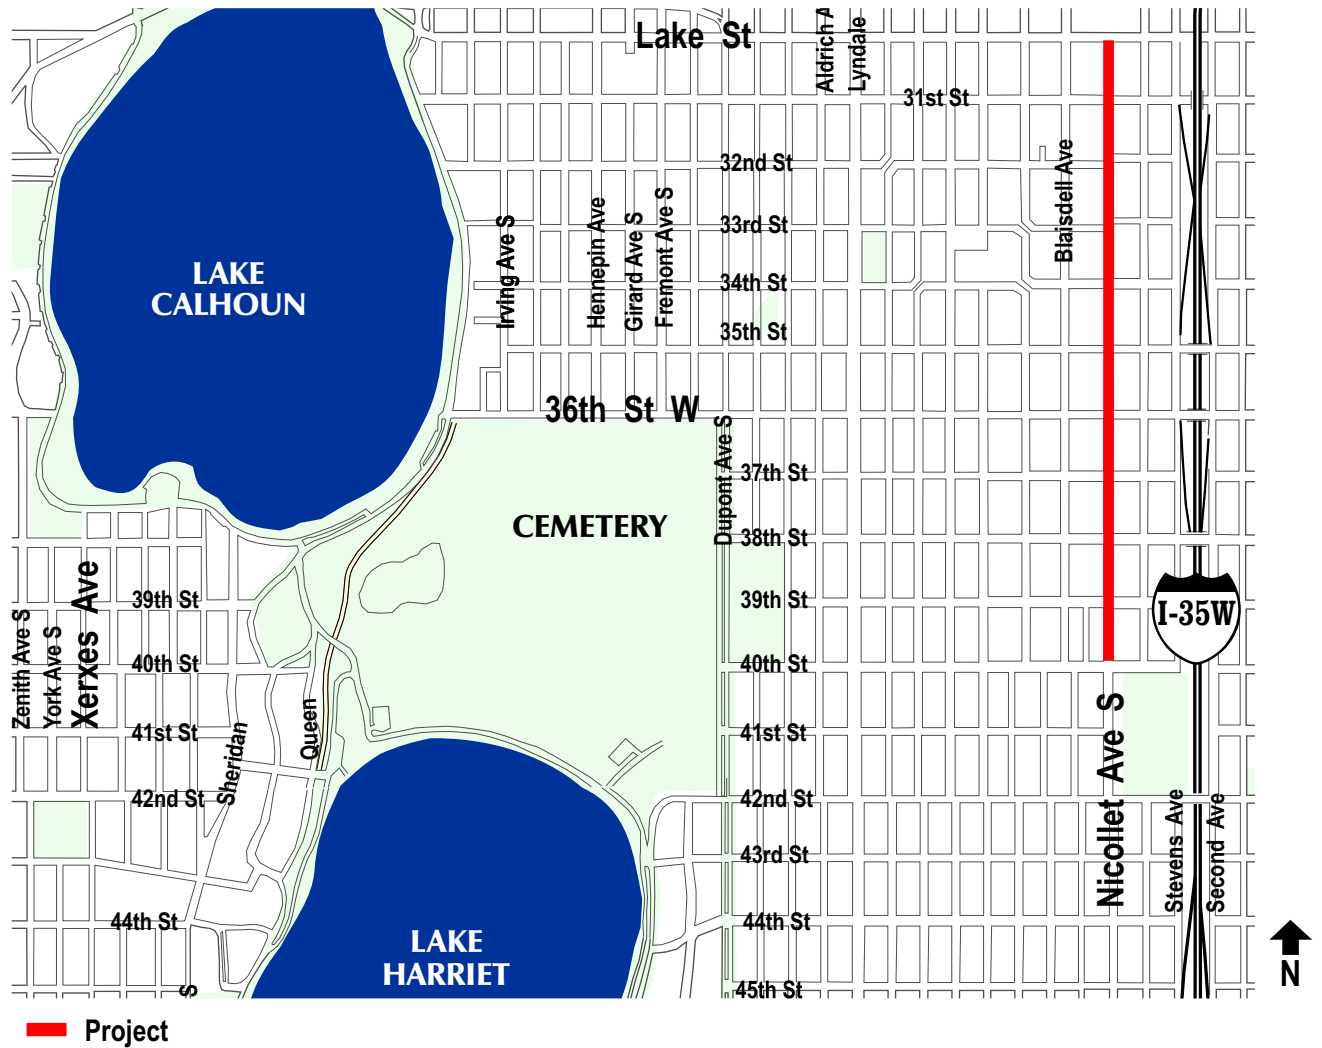 Lake St
Aldrich A
Lyndale
31st St
32nd St
Blaisdell Ave
33rd St
Irving Ave S
Hennepin Ave
Girard Ave S
Fremont Ave S
34th St
LAKE
CALHOUN
35th St
36th St W
Dupont Ave S
37th St
CEMETERY
38th St
39th St
39th St
I-35W
Zenith Ave S
York Ave S
Xerxes Ave
40th St
40th St
Sheridan
Queen
41st St
41st St
Nicollet Ave S
42nd St
42nd St
Stevens Ave
Second Ave
43rd St
44th St
44th St
LAKE
HARRIET
N
S
45th St
Project